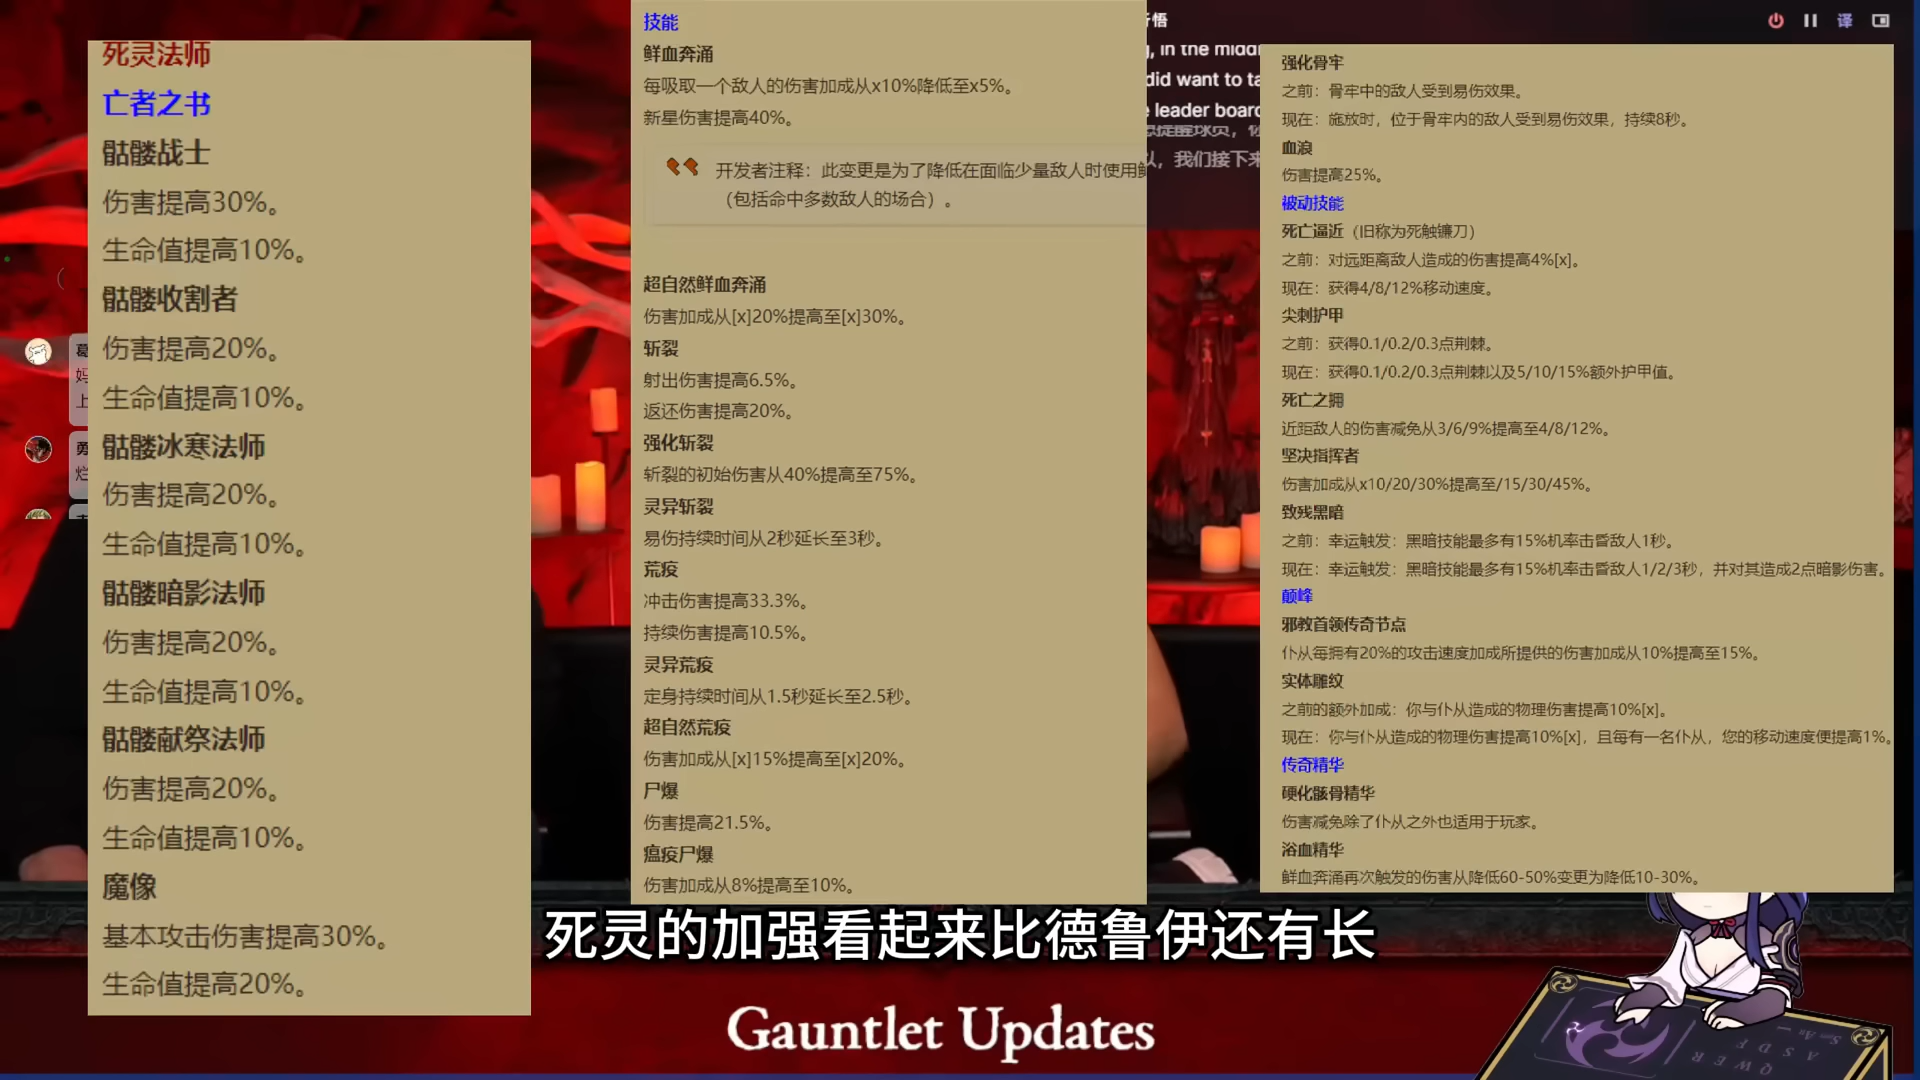 死灵法师
亡者之书
骷髅战士
伤害提高30%。
生命值提高10%。
骷髅收割者
伤害提高20%。
生命值提高10%。
骷髅冰寒法师
伤害提高20%。
生命值提高10%。
骷髅暗影法师
伤害提高20%。
生命值提高10%。
骷髅献祭法师
伤害提高20%。
生命值提高10%。
魔像
基本攻击伤害提高30%。
生命值提高20%。
技能
鲜血奔涌
每吸取一个敌人的伤害加成从x10%降低至x5%。
新星伤害提高40%。
开发者注释：此变更是为了降低在面临少量敌人时使用鲜
（包括命中多数敌人的场合）。
超自然鲜血奔涌
伤害加成从[x]20%提高至[x]30%。
斩裂
射出伤害提高6.5%。
返还伤害提高20%。
强化斩裂
斩裂的初始伤害从40%提高至75%。
灵异斩裂
易伤持续时间从2秒延长至3秒。
荒疫
冲击伤害提高33.3%。
持续伤害提高10.5%。
灵异荒疫
定身持续时间从1.5秒延长至2.5秒。
超自然荒疫
伤害加成从[x]15%提高至[x]20%。
尸爆
伤害提高21.5%。
瘟疫尸爆
伤害加成从8%提高至10%。
悟
, in the middl
did want to ta
leader board
以，我们接下来
译
强化骨牢
之前：骨牢中的敌人受到易伤效果。
现在：施放时，位于骨牢内的敌人受到易伤效果，持续8秒。
血浪
伤害提高25%。
被动技能
死亡逼近（旧称为死触镰刀）
之前：对远距离敌人造成的伤害提高4%[x]。
现在：获得4/8/12%移动速度。
尖刺护甲
之前：获得0.1/0.2/0.3点荆棘。
现在：获得0.1/0.2/0.3点荆棘以及5/10/15%额外护甲值。
死亡之拥
近距敌人的伤害减免从3/6/9%提高至4/8/12%。
坚决指挥者
伤害加成从x10/20/30%提高至/15/30/45%。
致残黑暗
之前：幸运触发：黑暗技能最多有15%机率击昏敌人1秒。
现在：幸运触发：黑暗技能最多有15%机率击昏敌人1/2/3秒，并对其造成2点暗影伤害。
颠峰
邪教首领传奇节点
仆从每拥有20%的攻击速度加成所提供的伤害加成从10%提高至15%。
实体雕纹
之前的额外加成：你与仆从造成的物理伤害提高10%[x]。
现在：你与仆从造成的物理伤害提高10%[x]，且每有一名仆从，您的移动速度便提高1%。
传奇精华
硬化骸骨精华
伤害减免除了仆从之外也适用于玩家。
浴血精华
鲜血奔涌再次触发的伤害从降低60-50%变更为降低10-30%。
葛
妈
上
勇
烂
死灵的加强看起来比德鲁伊还有长
Gauntlet Updates
Q W E R
A S D F